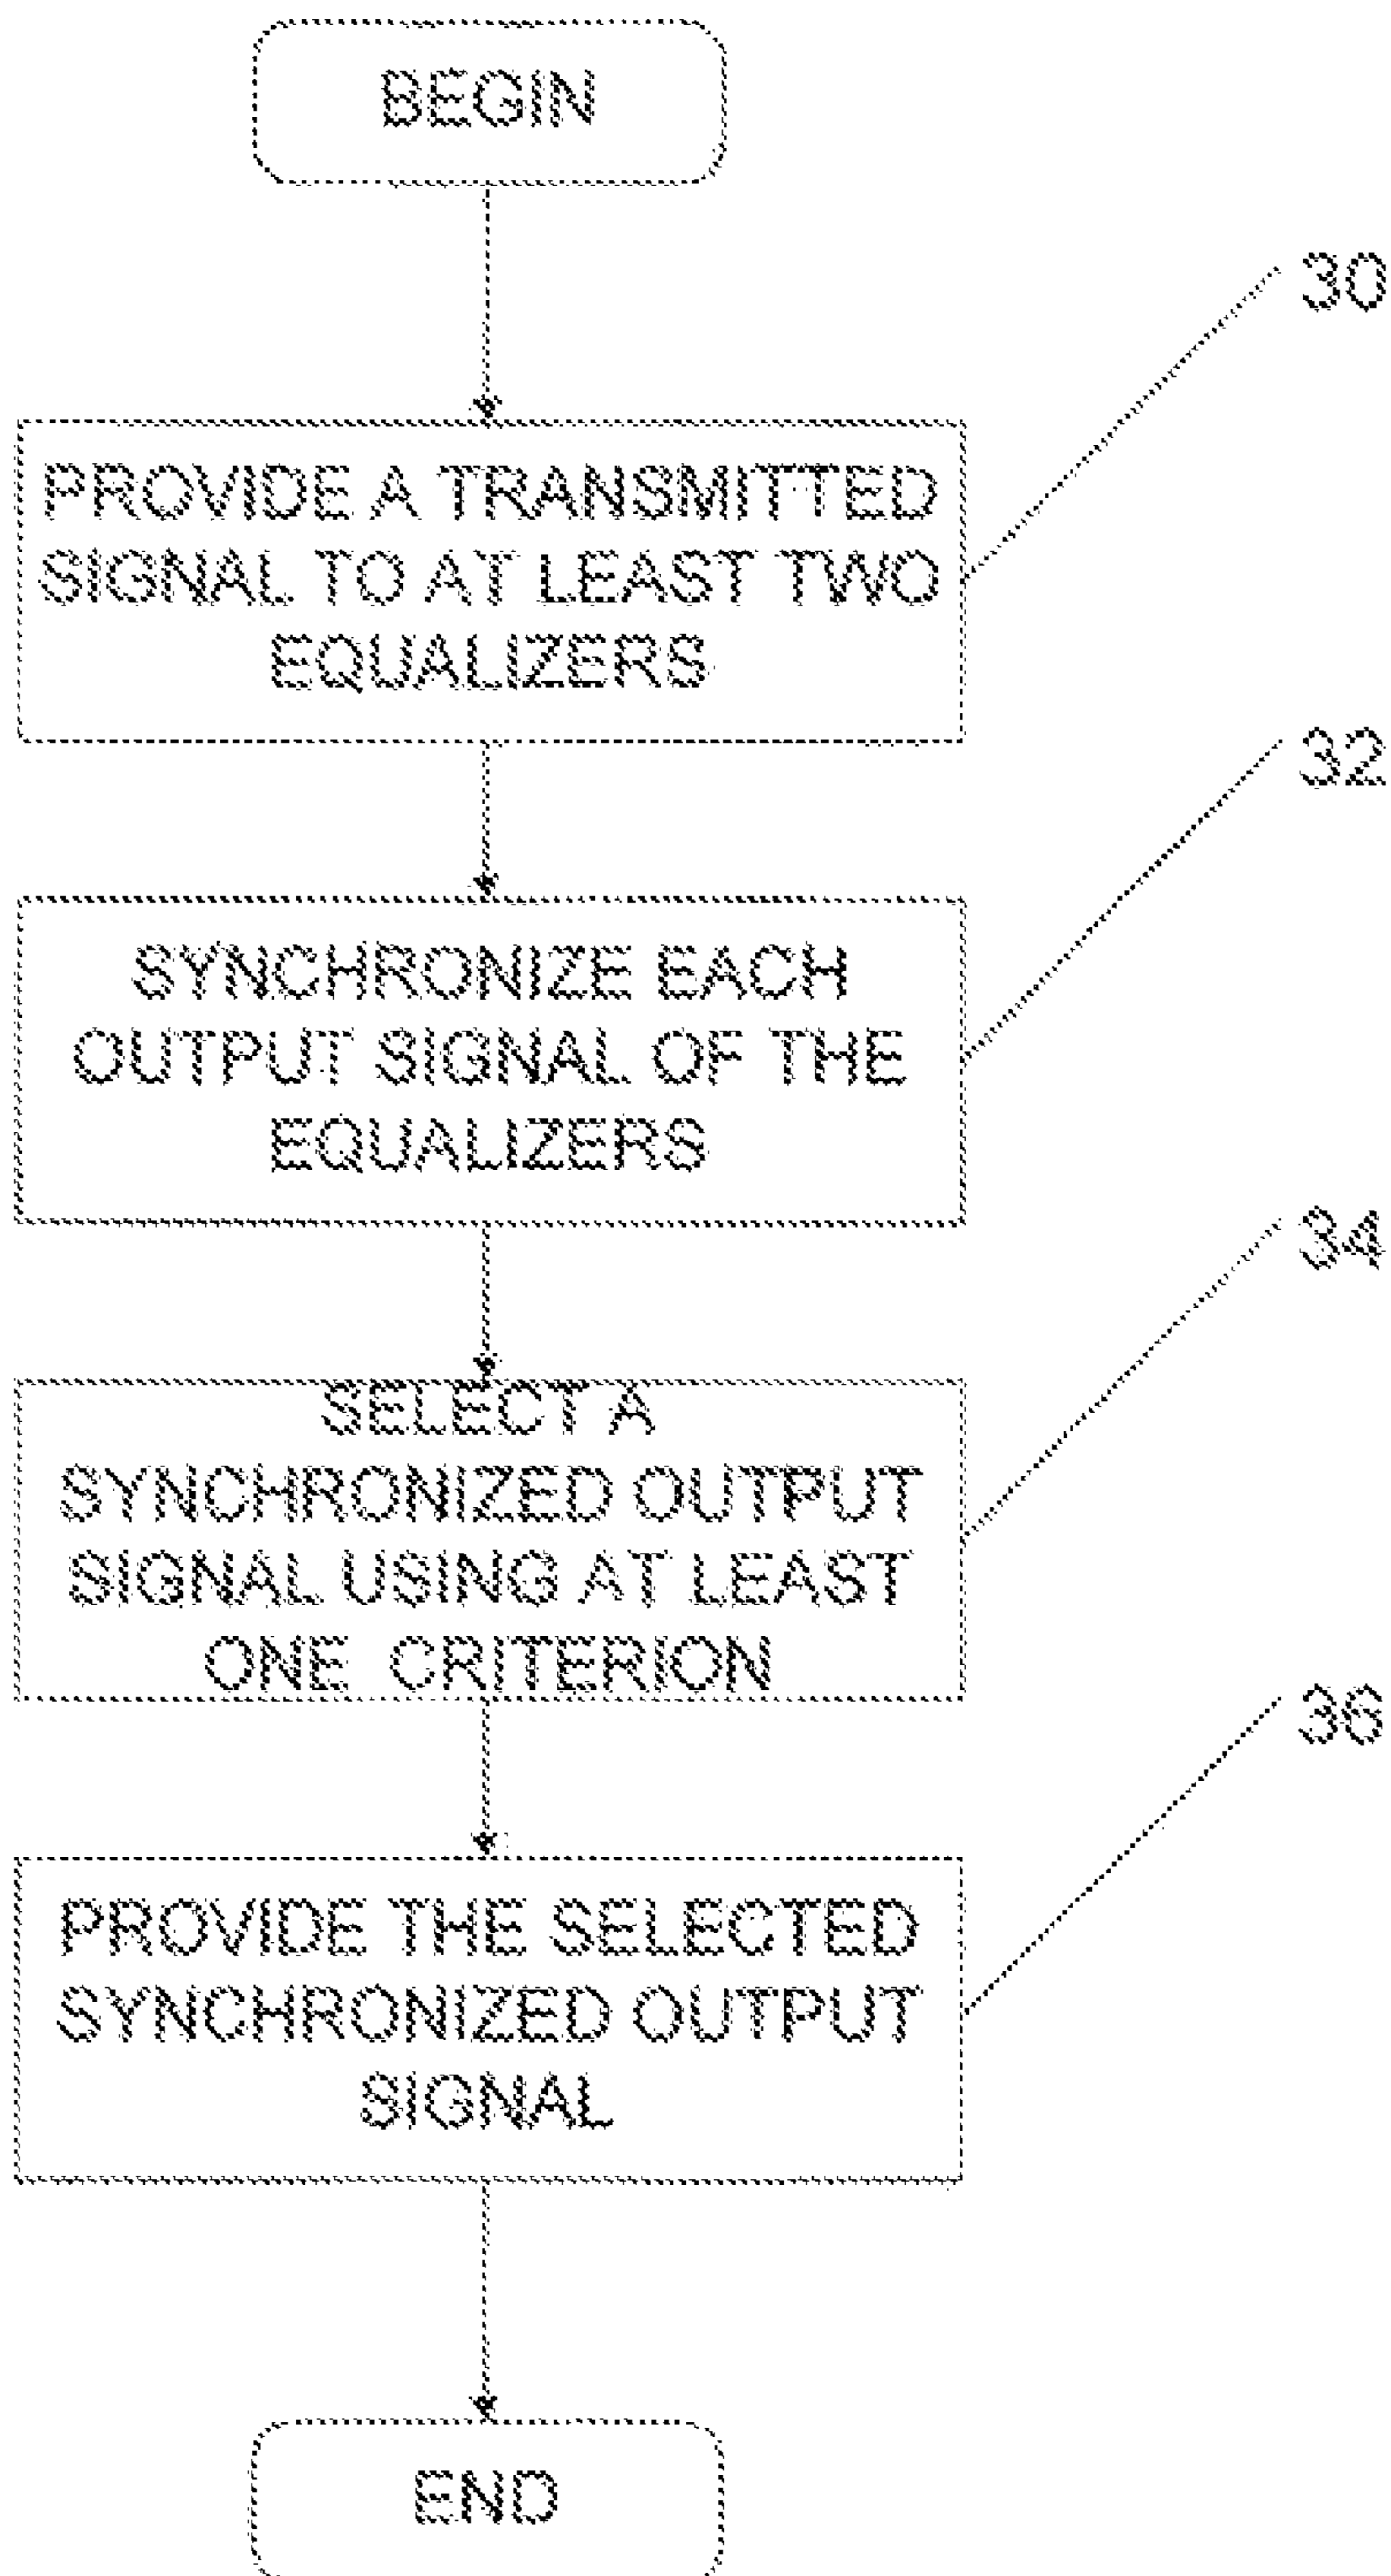 BEGIN
30
PROVIDE A TRANSMITTED
SIGNAL TO AT LEAST TWO
EQUALIZERS
32
SYNCHRONIZE EACH
OUTPUT SIGNAL OF THE
EQUALIZERS
34
SELECT A
SYNCHRONIZED OUTPUT
SIGNAL USING AT LEAST
ONE CRITERION
36
PROVIDE THE SELECTED
SYNCHRONIZED OUTPUT
SIGNAL
END